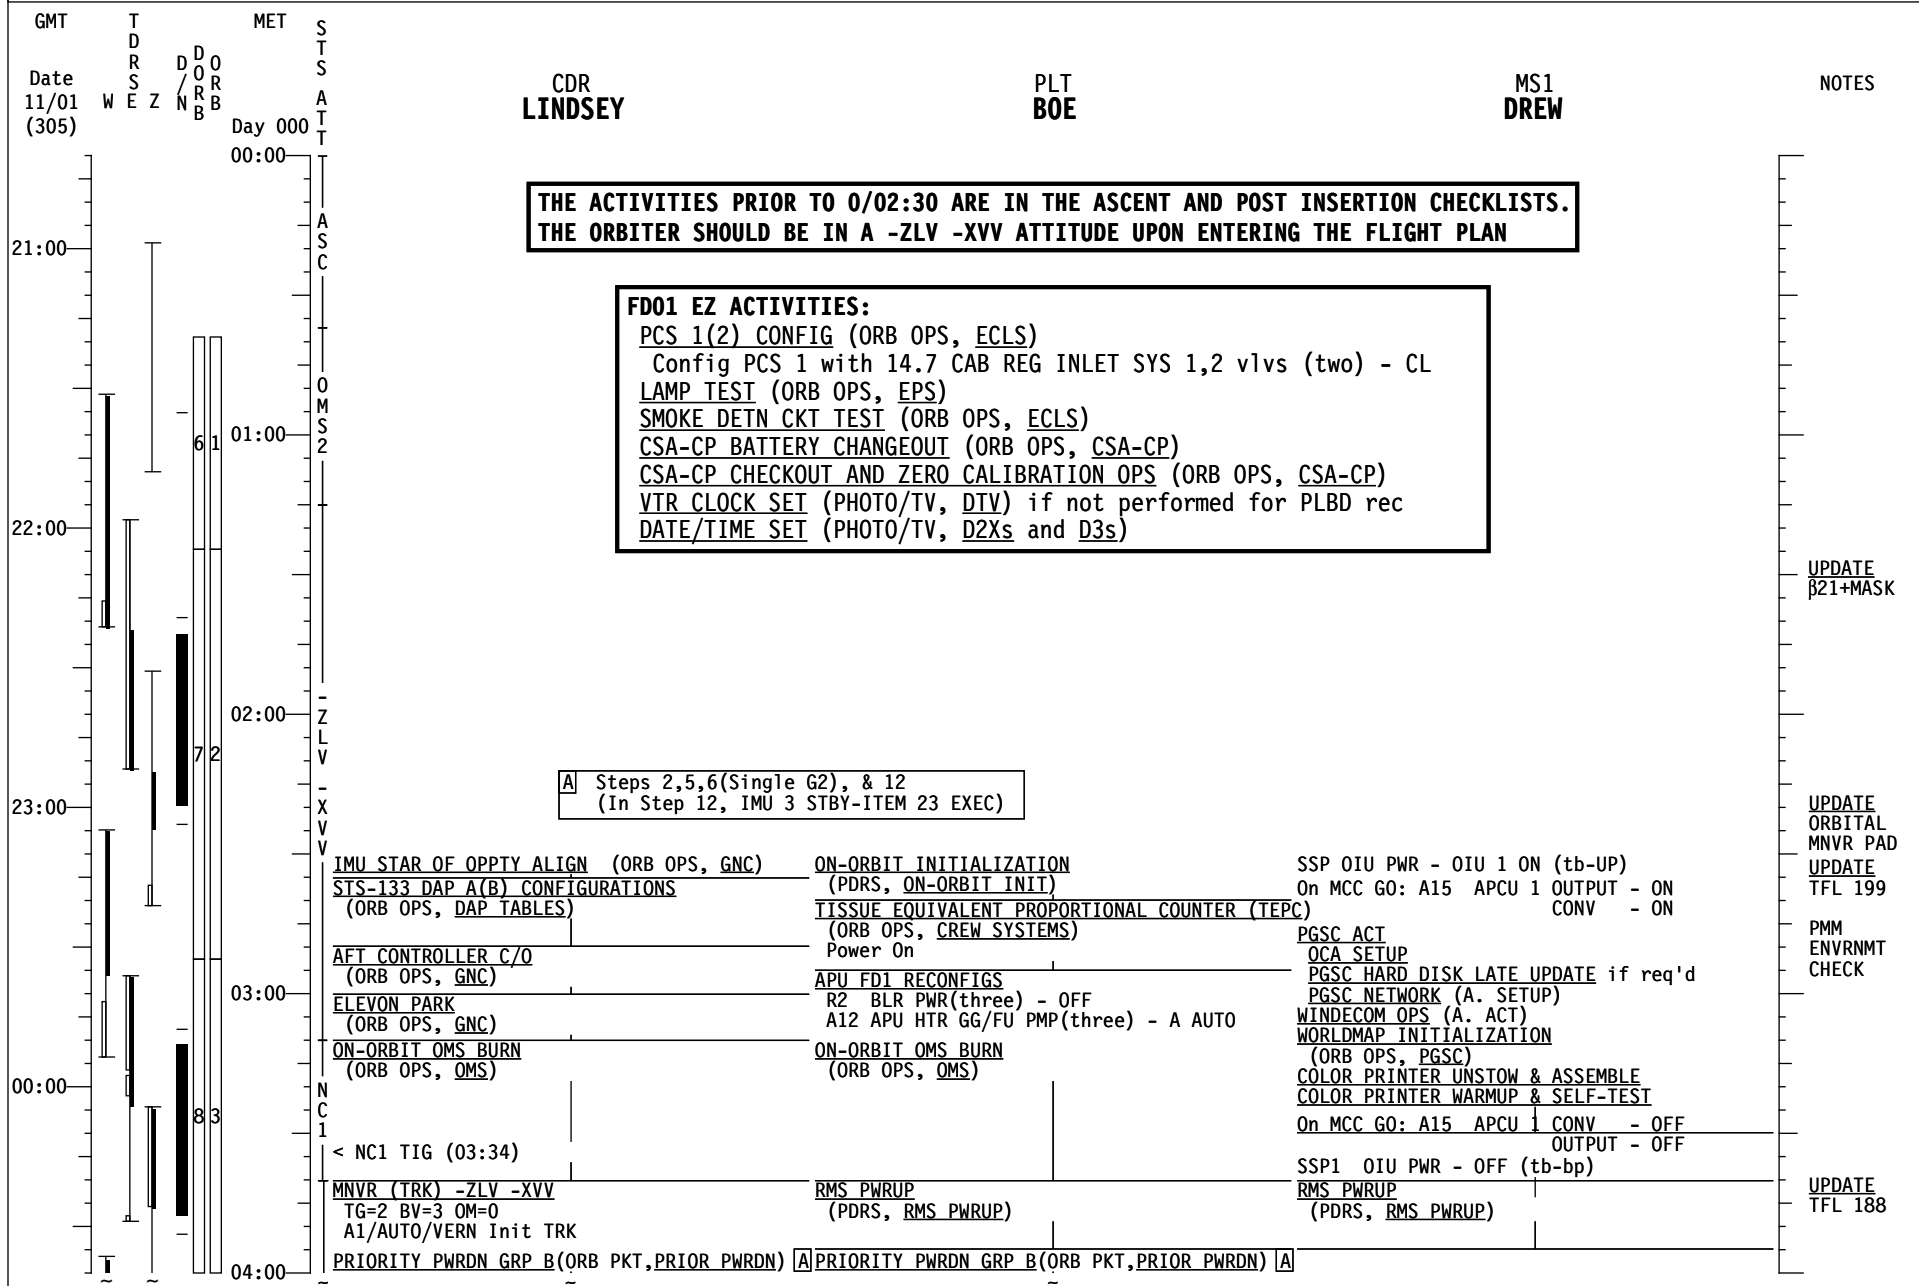 GMT
TDRSE
MET
STS ATT
Date
11/01
(305)
W E Z
D/N
DORB
ORB
Day 000
CDR
LINDSEY
PLT
BOE
MS1
DREW
NOTES
00:00
THE ACTIVITIES PRIOR TO 0/02:30 ARE IN THE ASCENT AND POST INSERTION CHECKLISTS.
THE ORBITER SHOULD BE IN A -ZLV -XVV ATTITUDE UPON ENTERING THE FLIGHT PLAN
21:00
ASC
FD01 EZ ACTIVITIES:
PCS 1(2) CONFIG (ORB OPS, ECLS)
Config PCS 1 with 14.7 CAB REG INLET SYS 1,2 vlvs (two) - CL
LAMP TEST (ORB OPS, EPS)
SMOKE DETN CKT TEST (ORB OPS, ECLS)
CSA-CP BATTERY CHANGEOUT (ORB OPS, CSA-CP)
CSA-CP CHECKOUT AND ZERO CALIBRATION OPS (ORB OPS, CSA-CP)
VTR CLOCK SET (PHOTO/TV, DTV) if not performed for PLBD rec
DATE/TIME SET (PHOTO/TV, D2Xs and D3s)
OMS2
6 1
01:00
22:00
UPDATE
β21+MASK
02:00
-ZLV -XVV
7 2
23:00
A Steps 2,5,6(Single G2), & 12
(In Step 12, IMU 3 STBY-ITEM 23 EXEC)
UPDATE
ORBITAL
MNVR PAD
UPDATE
TFL 199
PMM
ENVRNMT
CHECK
IMU STAR OF OPPTY ALIGN (ORB OPS, GNC)
STS-133 DAP A(B) CONFIGURATIONS
(ORB OPS, DAP TABLES)
AFT CONTROLLER C/O
(ORB OPS, GNC)
03:00
ELEVON PARK
(ORB OPS, GNC)
ON-ORBIT OMS BURN
(ORB OPS, OMS)
00:00
NC1
8 3
< NC1 TIG (03:34)
MNVR (TRK) -ZLV -XVV
TG=2 BV=3 OM=0
A1/AUTO/VERN Init TRK
PRIORITY PWRDN GRP B(ORB PKT,PRIOR PWRDN) A
04:00
ON-ORBIT INITIALIZATION
(PDRS, ON-ORBIT INIT)
TISSUE EQUIVALENT PROPORTIONAL COUNTER (TEPC)
(ORB OPS, CREW SYSTEMS)
Power On
APU FD1 RECONFIGS
R2 BLR PWR(three) - OFF
A12 APU HTR GG/FU PMP(three) - A AUTO
ON-ORBIT OMS BURN
(ORB OPS, OMS)
RMS PWRUP
(PDRS, RMS PWRUP)
PRIORITY PWRDN GRP B(ORB PKT,PRIOR PWRDN) A
SSP OIU PWR - OIU 1 ON (tb-UP)
On MCC GO: A15 APCU 1 OUTPUT - ON
CONV - ON
PGSC ACT
OCA SETUP
PGSC HARD DISK LATE UPDATE if req'd
PGSC NETWORK (A. SETUP)
WINDECOM OPS (A. ACT)
WORLDMAP INITIALIZATION
(ORB OPS, PGSC)
COLOR PRINTER UNSTOW & ASSEMBLE
COLOR PRINTER WARMUP & SELF-TEST
On MCC GO: A15 APCU 1 CONV - OFF
OUTPUT - OFF
SSP1 OIU PWR - OFF (tb-bp)
RMS PWRUP
(PDRS, RMS PWRUP)
UPDATE
TFL 188
~ ~ ~ ~ ~